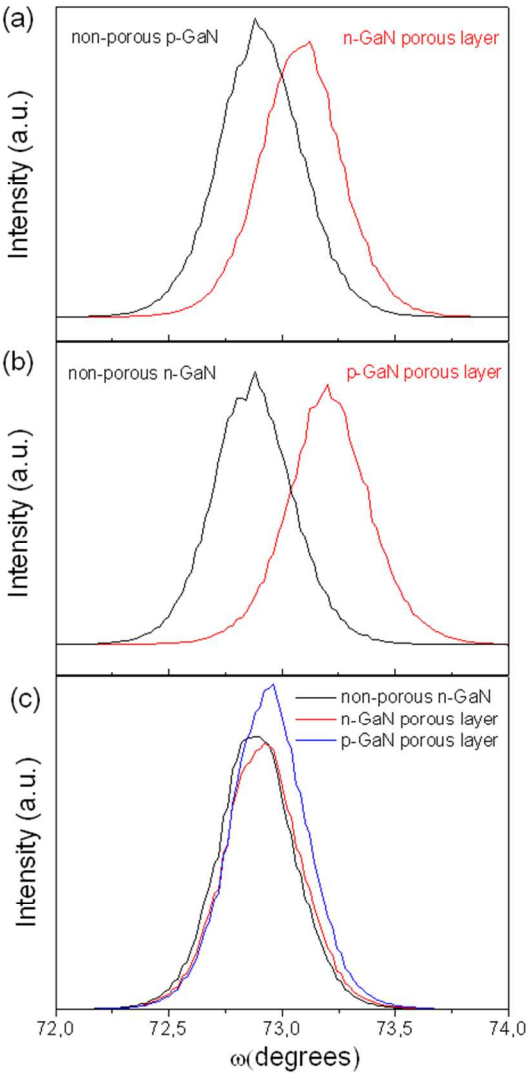 (a)
non-porous p-GaN
n-GaN porous layer
Intensity (a.u.)
(b)
non-porous n-GaN
p-GaN porous layer
Intensity (a.u.)
(c)
non-porous n-GaN
n-GaN porous layer
p-GaN porous layer
Intensity (a.u.)
72,0 72,5 73,0 73,5 74,0
ω(degrees)